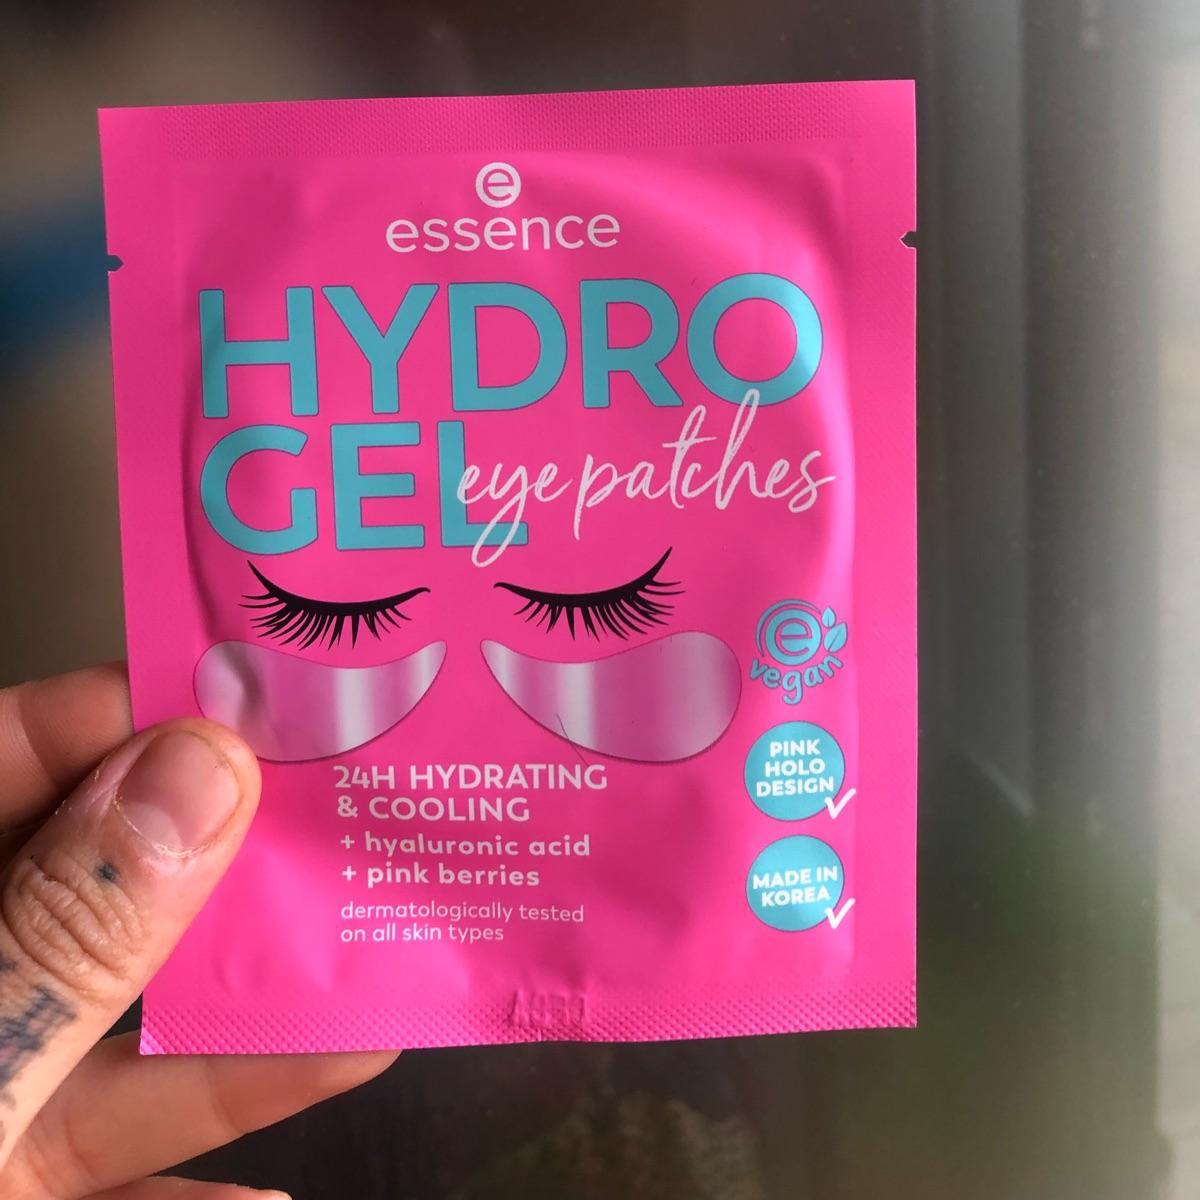 e
essence
HYDRO
GEL
eye patches
e
vegan
PINK
HOLO
DESIGN
24H HYDRATING
& COOLING
+ hyaluronic acid
+ pink berries
MADE IN
KOREA
dermatologically tested
on all skin types